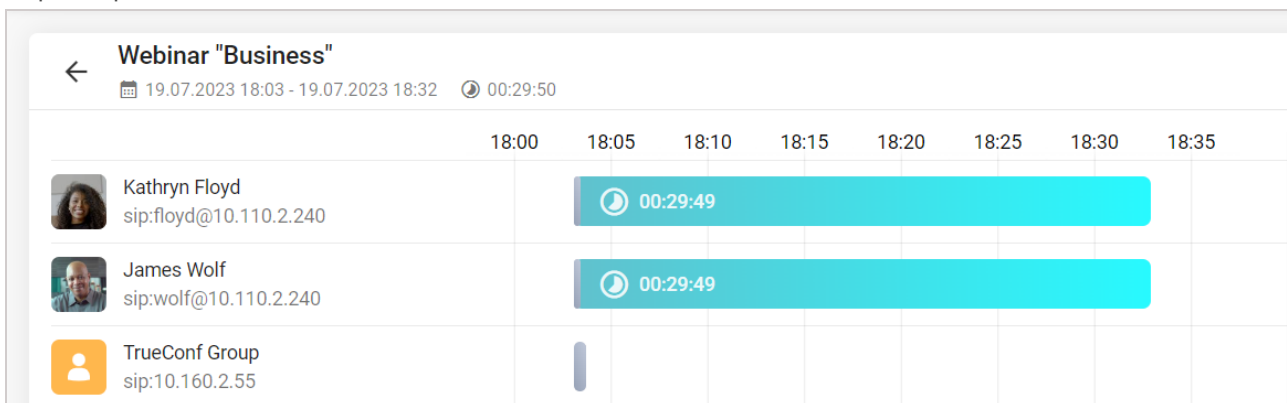 Webinar "Business"
19.07.2023 18:03 - 19.07.2023 18:32 00:29:50
18:00 18:05 18:10 18:15 18:20 18:25 18:30 18:35
Kathryn Floyd
00:29:49
sip:floyd@10.110.2.240
James Wolf
00:29:49
sip:wolf@10.110.2.240
TrueConf Group
sip:10.160.2.55